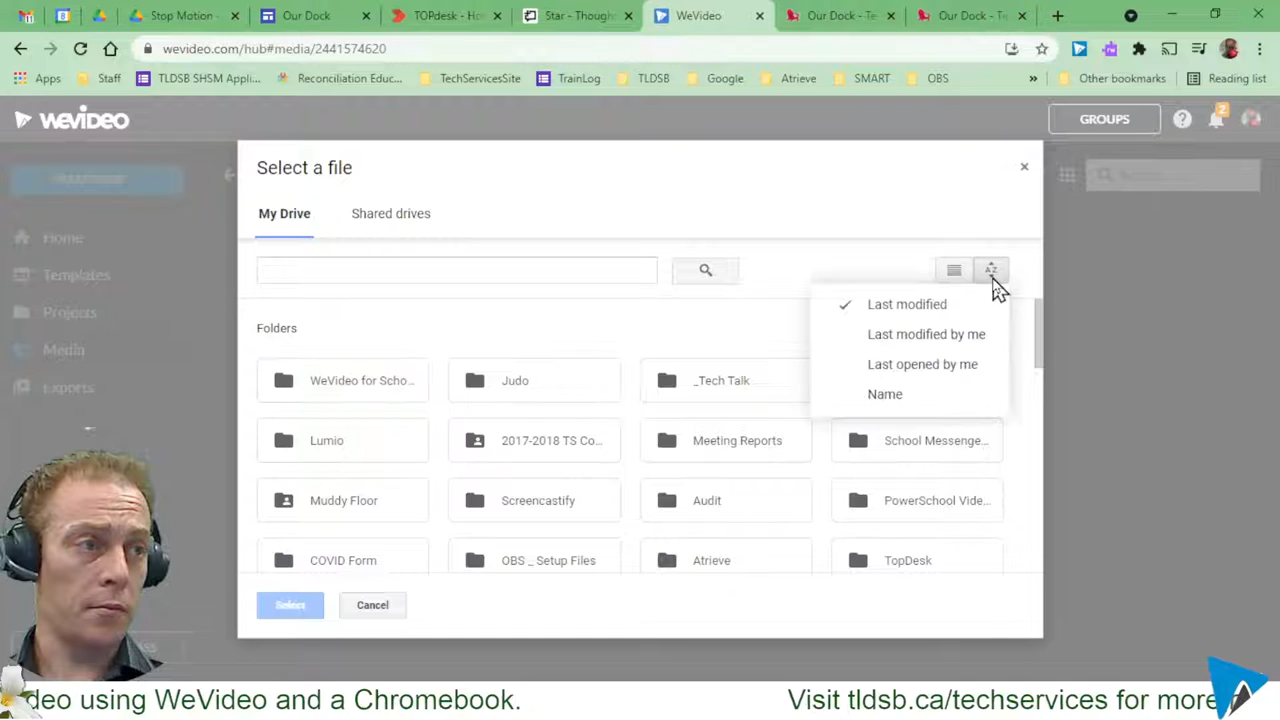 Stop Motion -
Our Dock
TOPdesk - Ho
Star - Though
WeVideo
Our Dock - Te
Our Dock - Te
wevideo.com/hub#media/2441574620
Apps
Staff
TLDSB SHSM Appli...
Reconciliation Educ...
TechServicesSite
TrainLog
TLDSB
Google
Atrieve
SMART
OBS
»
Other bookmarks
Reading list
WeVIDEO
GROUPS
2
Select a file
My Drive
Shared drives
Home
Templates
Projects
Media
Exports
AZ
Last modified
Last modified by me
Last opened by me
Name
Folders
WeVideo for Scho...
Judo
_Tech Talk
Lumio
2017-2018 TS Co...
Meeting Reports
School Messenge...
Muddy Floor
Screencastify
Audit
PowerSchool Vide...
COVID Form
OBS _ Setup Files
Atrieve
TopDesk
Select
Cancel
deo using WeVideo and a Chromebook.
Visit tldsb.ca/techservices for more